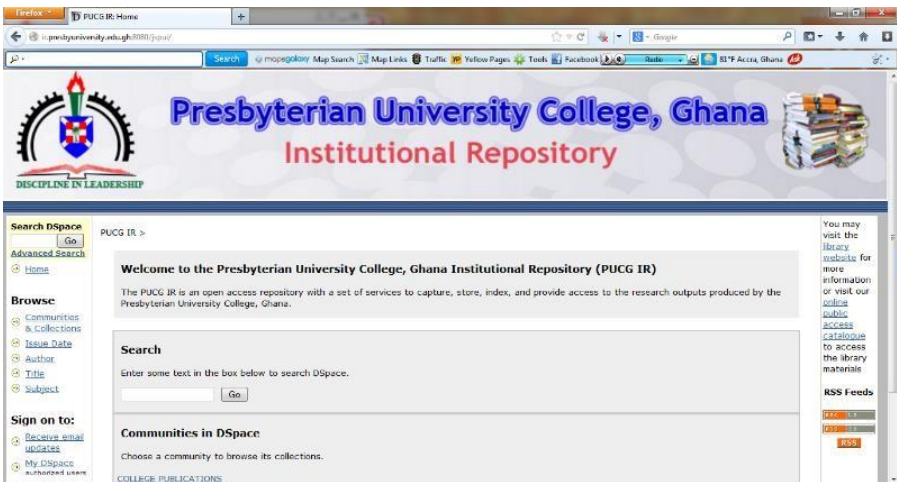 Firefox
PUCG IR: Home
ir.presbyuniversity.edu.gh:8080/jspui/
Google
Search mapsgalaxy Map Search Map Links Traffic Yellow Pages Tools Facebook Radio 81°F Accra, Ghana
Presbyterian University College, Ghana
Institutional Repository
DISCIPLINE IN LEADERSHIP
Search DSpace
Go
Advanced Search
Home
Browse
Communities
& Collections
Issue Date
Author
Title
Subject
Sign on to:
Receive email
updates
My DSpace
authorized users
PUCG IR >
Welcome to the Presbyterian University College, Ghana Institutional Repository (PUCG IR)
The PUCG IR is an open access repository with a set of services to capture, store, index, and provide access to the research outputs produced by the
Presbyterian University College, Ghana.
Search
Enter some text in the box below to search DSpace.
Go
Communities in DSpace
Choose a community to browse its collections.
COLLEGE PUBLICATIONS
You may
visit the
library
website for
more
information
or visit our
online
public
access
catalogue
to access
the library
materials
RSS Feeds
RSS